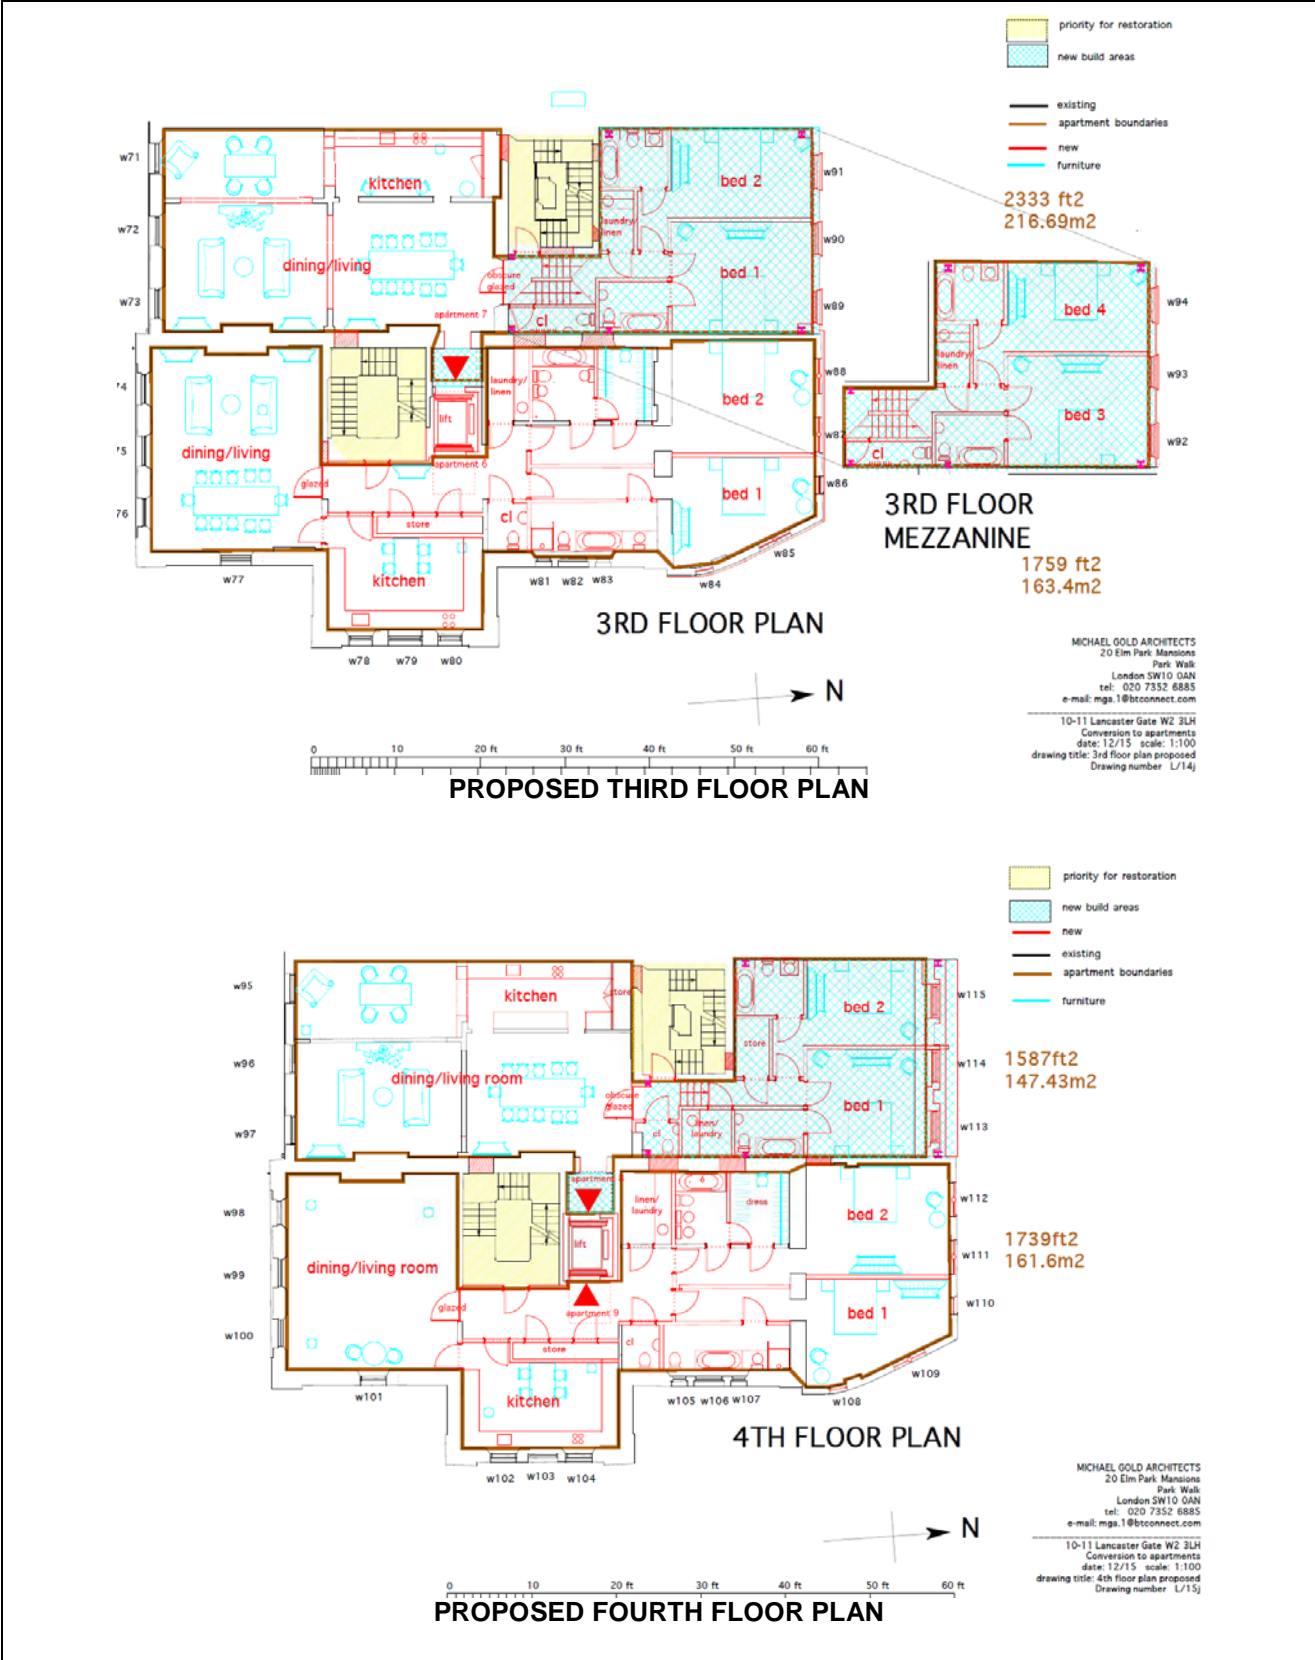 priority for restoration
new build areas
existing
apartment boundaries
new
furniture
2333 ft2
216.69m2
w71
w72
w73
w76
w77
w78
w79
w80
w81
w82
w83
w84
w85
w86
w88
w89
w90
w91
w92
w93
w94
kitchen
dining/living
obscure
glazed
apartment 7
cl
laundry/
linen
bed 2
bed 1
dining/living
glazed
lift
apartment 6
laundry/
linen
store
cl
kitchen
bed 2
bed 1
bed 4
bed 3
laundry/
linen
cl
3RD FLOOR
MEZZANINE
1759 ft2
163.4m2
3RD FLOOR PLAN
N
MICHAEL GOLD ARCHITECTS
20 Elm Park Mansions
Park Walk
London SW10 0AN
tel: 020 7352 6885
e-mail: mga.1@btconnect.com
10-11 Lancaster Gate W2 3LH
Conversion to apartments
date: 12/15 scale: 1:100
drawing title: 3rd floor plan proposed
Drawing number L/14j
0 10 20 ft 30 ft 40 ft 50 ft 60 ft
PROPOSED THIRD FLOOR PLAN
priority for restoration
new build areas
new
existing
apartment boundaries
furniture
1587ft2
147.43m2
1739ft2
161.6m2
w95
w96
w97
w98
w99
w100
w101
w102
w103
w104
w105 w106 w107
w108
w109
w110
w111
w112
w113
w114
w115
kitchen
store
dining/living room
obscure
glazed
cl
linen/
laundry
store
bed 2
bed 1
dining/living room
glazed
lift
apartment 9
linen/
laundry
dress
store
cl
kitchen
bed 2
bed 1
4TH FLOOR PLAN
N
MICHAEL GOLD ARCHITECTS
20 Elm Park Mansions
Park Walk
London SW10 0AN
tel: 020 7352 6885
e-mail: mga.1@btconnect.com
10-11 Lancaster Gate W2 3LH
Conversion to apartments
date: 12/15 scale: 1:100
drawing title: 4th floor plan proposed
Drawing number L/15j
0 10 20 ft 30 ft 40 ft 50 ft 60 ft
PROPOSED FOURTH FLOOR PLAN